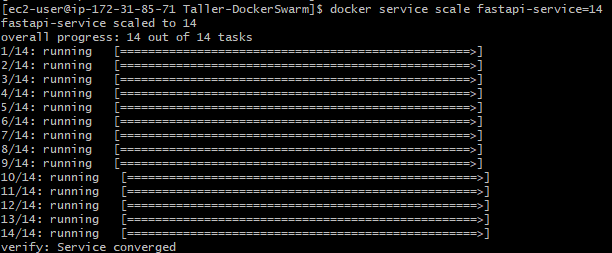 [ec2-user@ip-172-31-85-71 Taller-DockerSwarm]$ docker service scale fastapi-service=14
fastapi-service scaled to 14
overall progress: 14 out of 14 tasks
1/14: running   [==================================================>]
2/14: running   [==================================================>]
3/14: running   [==================================================>]
4/14: running   [==================================================>]
5/14: running   [==================================================>]
6/14: running   [==================================================>]
7/14: running   [==================================================>]
8/14: running   [==================================================>]
9/14: running   [==================================================>]
10/14: running   [==================================================>]
11/14: running   [==================================================>]
12/14: running   [==================================================>]
13/14: running   [==================================================>]
14/14: running   [==================================================>]
verify: Service converged